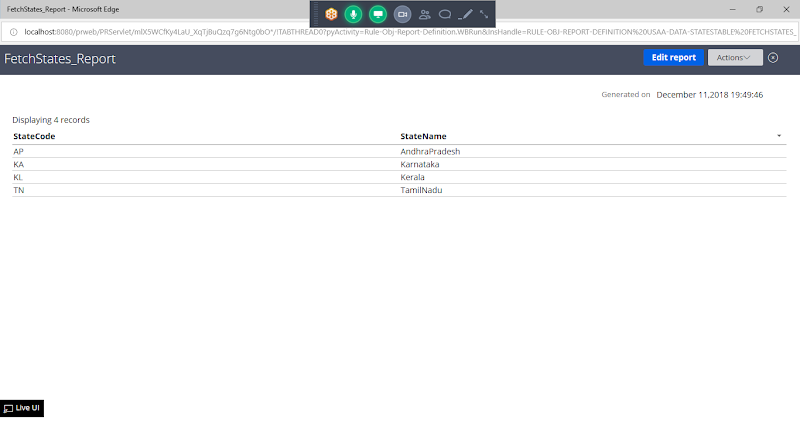 FetchStates_Report - Microsoft Edge
localhost:8080/prweb/PRServlet/mlX5WCfKy4LaU_XqTjBuQzq7g6Ntg0bO*/!TABTHREAD0?pyActivity=Rule-Obj-Report-Definition.WBRun&InsHandle=RULE-OBJ-REPORT-DEFINITION%20USAA-DATA-STATESTABLE%20FETCHSTATES_
FetchStates_Report
Edit report
Actions
Generated on December 11,2018 19:49:46
Displaying 4 records
StateCode StateName
AP AndhraPradesh
KA Karnataka
KL Kerala
TN TamilNadu
Live UI